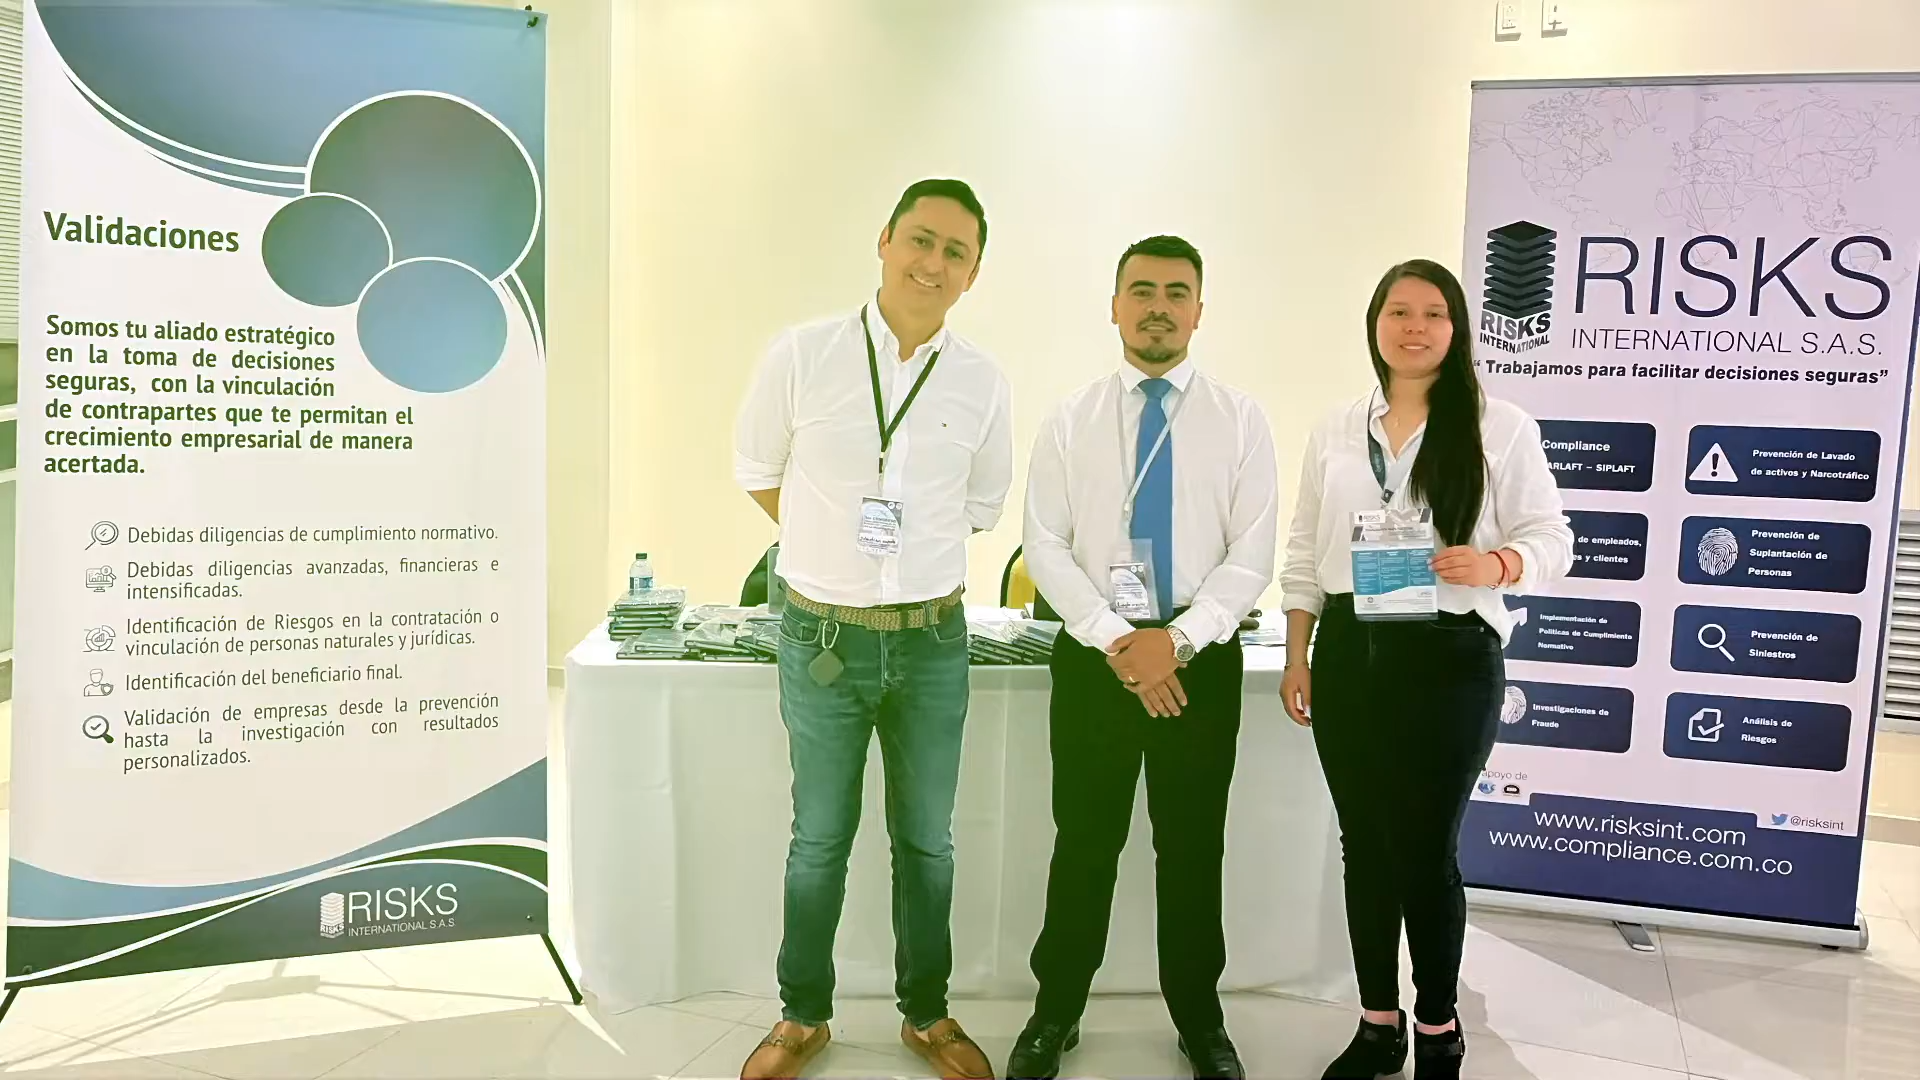 Validaciones
Somos tu aliado estratégico
en la toma de decisiones
seguras, con la vinculación
de contrapartes que te permitan el
crecimiento empresarial de manera
acertada.
Debidas diligencias de cumplimiento normativo.
Debidas diligencias avanzadas, financieras e
intensificadas.
Identificación de Riesgos en la contratación o
vinculación de personas naturales y jurídicas.
Identificación del beneficiario final.
Validación de empresas desde la prevención
hasta la investigación con resultados
personalizados.
RISKS
INTERNATIONAL
RISKS
INTERNATIONAL S.A.S
RISKS
RISKS
INTERNATIONAL
RISKS
INTERNATIONAL S.A.S.
“ Trabajamos para facilitar decisiones seguras”
Compliance
ARLAFT – SIPLAFT
Prevención de Lavado
de activos y Narcotráfico
de empleados,
es y clientes
Prevención de
Suplantación de
Personas
Implementación de
Políticas de Cumplimiento
Normativo
Prevención de
Siniestros
Investigaciones de
Fraude
Análisis de
Riesgos
apoyo de
@risksint
www.risksint.com
www.compliance.com.co